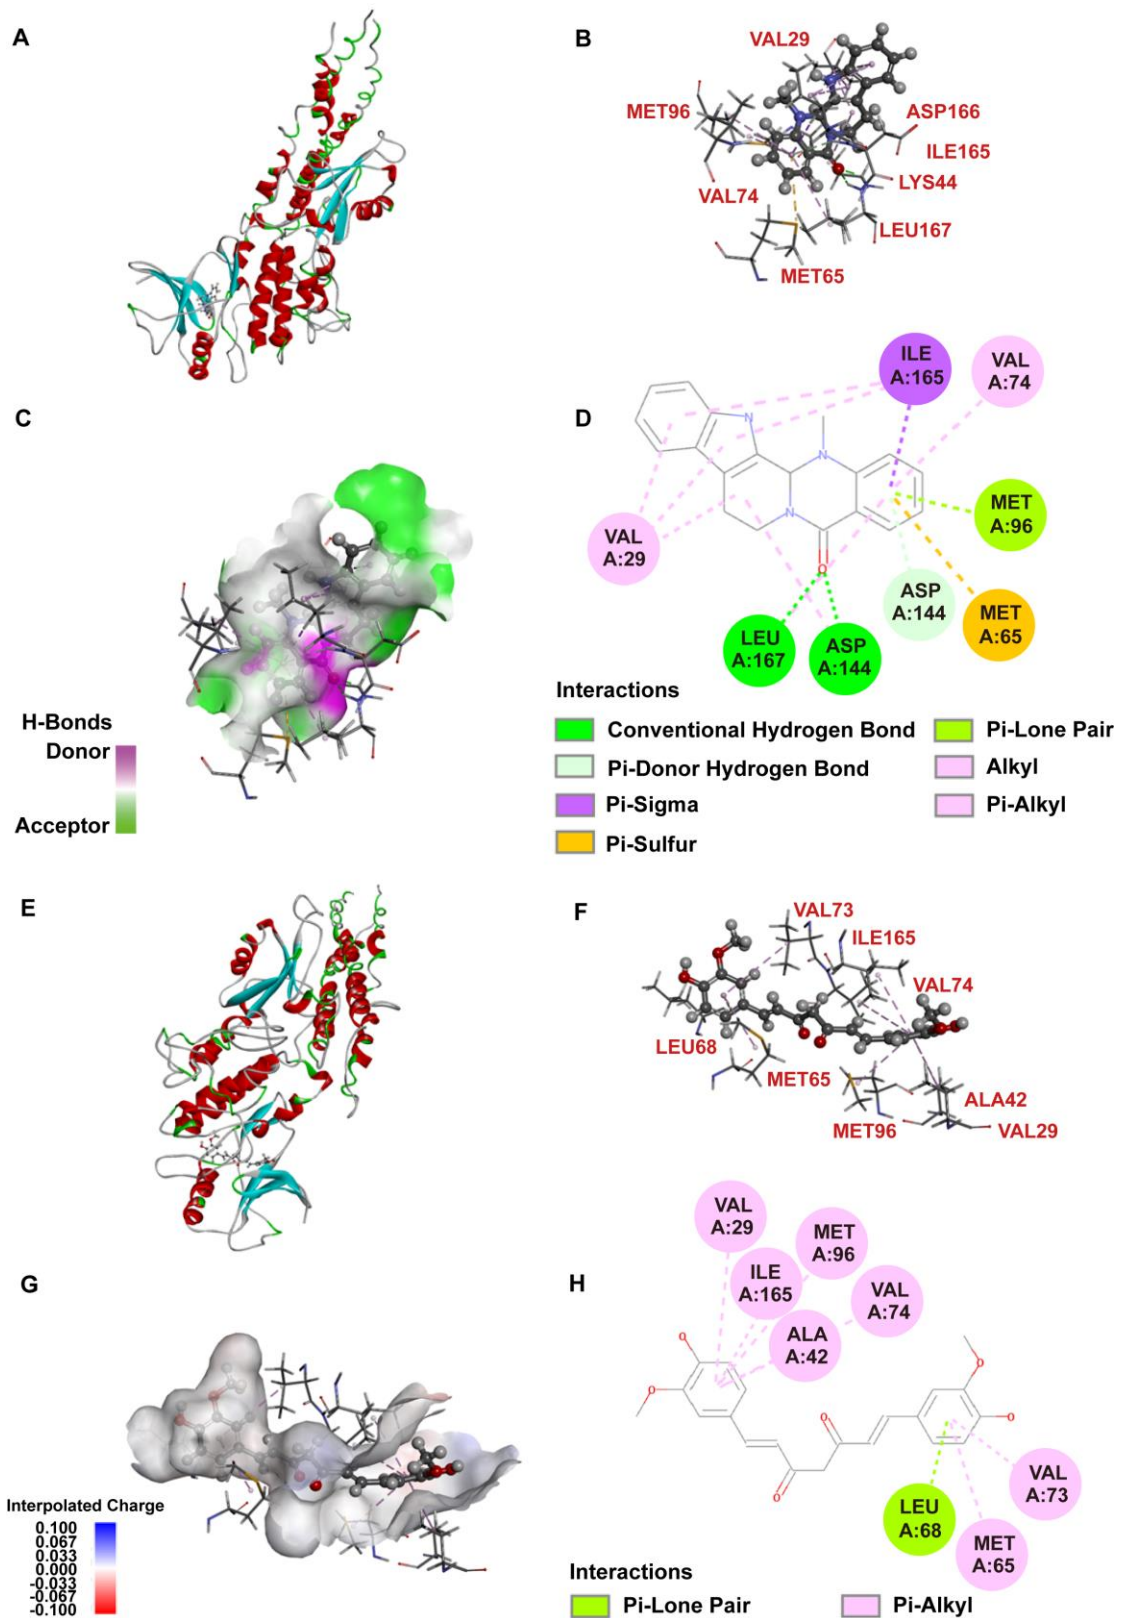 A
B
VAL29
MET96
ASP166
ILE165
LYS44
VAL74
LEU167
MET65
C
H-Bonds
Donor
Acceptor
D
ILE
A:165
VAL
A:74
N
N
N
O
MET
A:96
VAL
A:29
ASP
A:144
MET
A:65
LEU
A:167
ASP
A:144
Interactions
Conventional Hydrogen Bond
Pi-Donor Hydrogen Bond
Pi-Sigma
Pi-Sulfur
Pi-Lone Pair
Alkyl
Pi-Alkyl
E
F
VAL73
ILE165
VAL74
LEU68
MET65
ALA42
MET96
VAL29
G
Interpolated Charge
0.100
0.067
0.033
0.000
-0.033
-0.067
-0.100
H
VAL
A:29
MET
A:96
ILE
A:165
VAL
A:74
ALA
A:42
O
O
O
O
O
O
VAL
A:73
LEU
A:68
MET
A:65
Interactions
Pi-Lone Pair
Pi-Alkyl